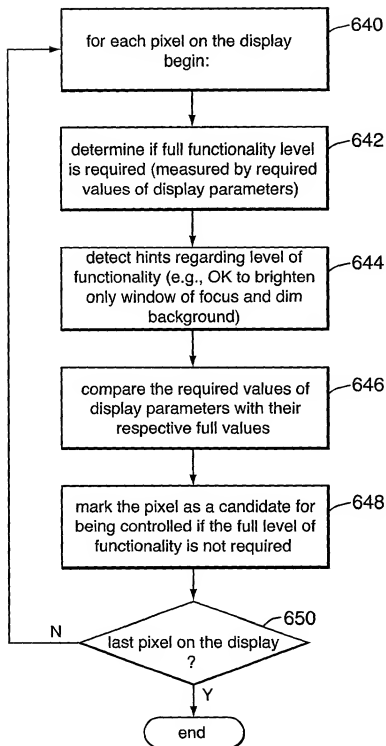 for each pixel on the display
begin:
640
determine if full functionality level
is required (measured by required
values of display parameters)
642
detect hints regarding level of
functionality (e.g., OK to brighten
only window of focus and dim
background)
644
compare the required values of
display parameters with their
respective full values
646
mark the pixel as a candidate for
being controlled if the full level of
functionality is not required
648
650
N
last pixel on the display
?
Y
end